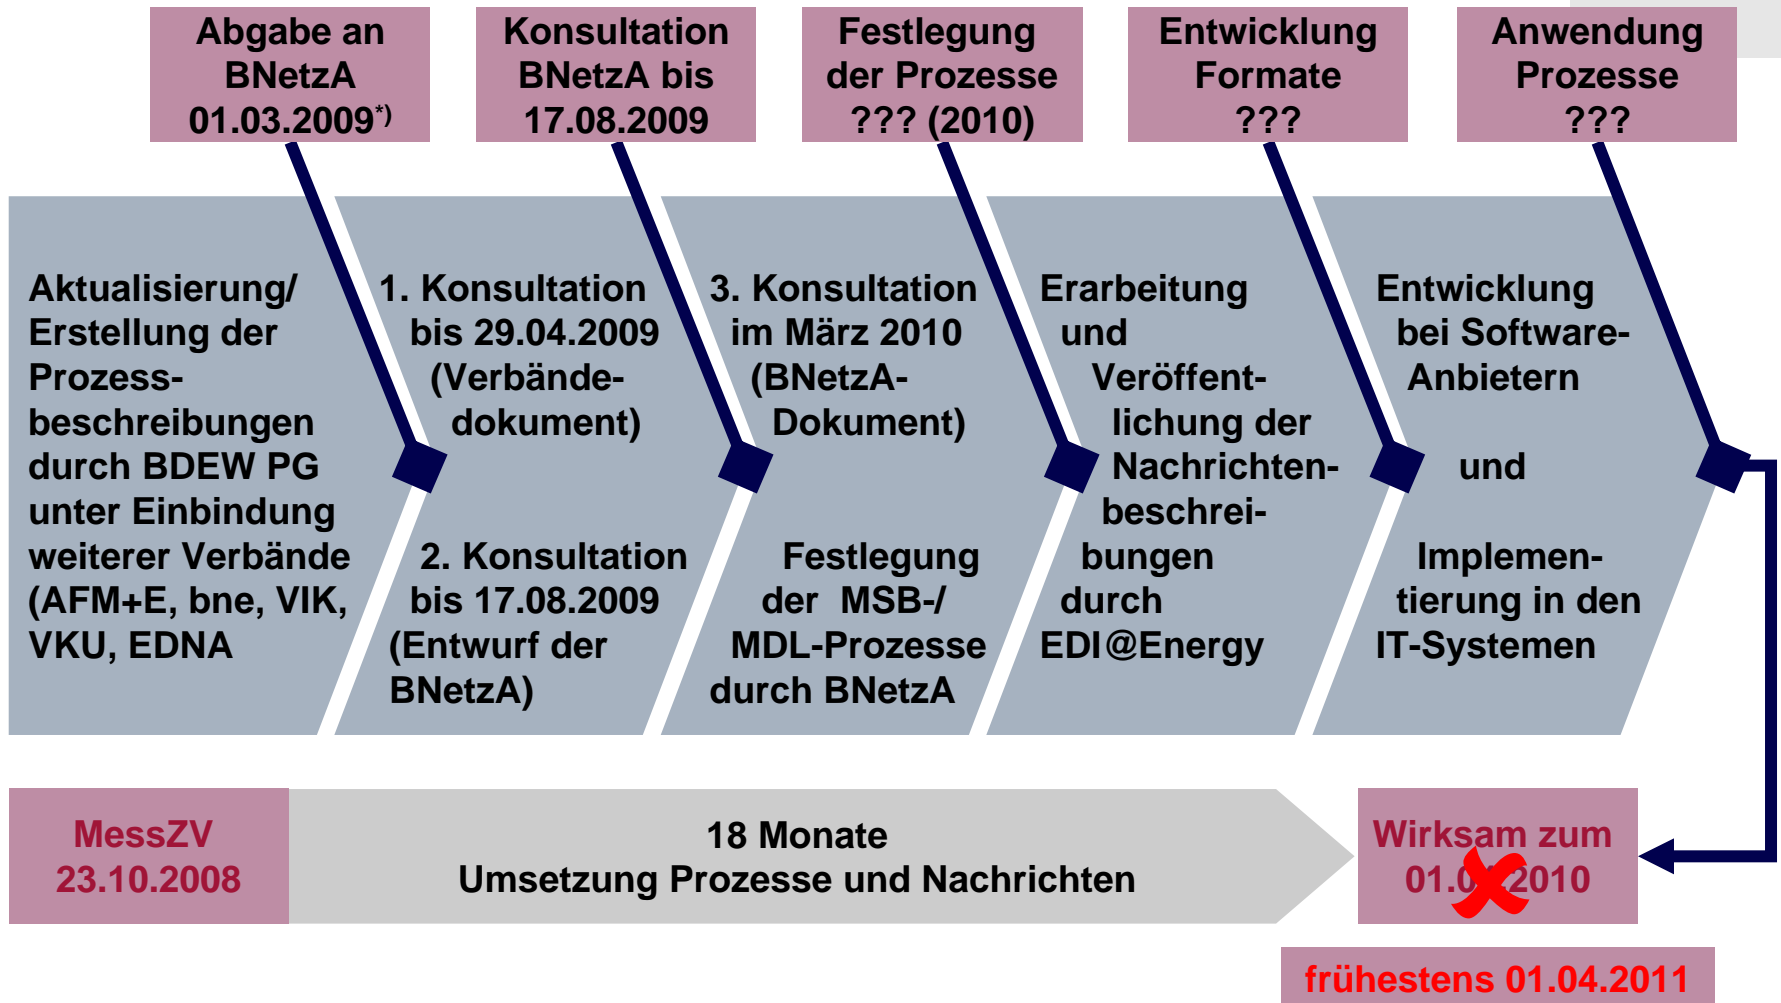 Abgabe an
BNetzA
01.03.2009*)
Konsultation
BNetzA bis
17.08.2009
Festlegung
der Prozesse
??? (2010)
Entwicklung
Formate
???
Anwendung
Prozesse
???
Aktualisierung/
Erstellung der
Prozess-
beschreibungen
durch BDEW PG
unter Einbindung
weiterer Verbände
(AFM+E, bne, VIK,
VKU, EDNA
1. Konsultation
bis 29.04.2009
(Verbände-
dokument)
2. Konsultation
bis 17.08.2009
(Entwurf der
BNetzA)
3. Konsultation
im März 2010
(BNetzA-
Dokument)
Festlegung
der MSB-/
MDL-Prozesse
durch BNetzA
Erarbeitung
und
Veröffent-
lichung der
Nachrichten-
beschrei-
bungen
durch
EDI@Energy
Entwicklung
bei Software-
Anbietern
und
Implemen-
tierung in den
IT-Systemen
MessZV
23.10.2008
18 Monate
Umsetzung Prozesse und Nachrichten
Wirksam zum
frühestens 01.04.2011